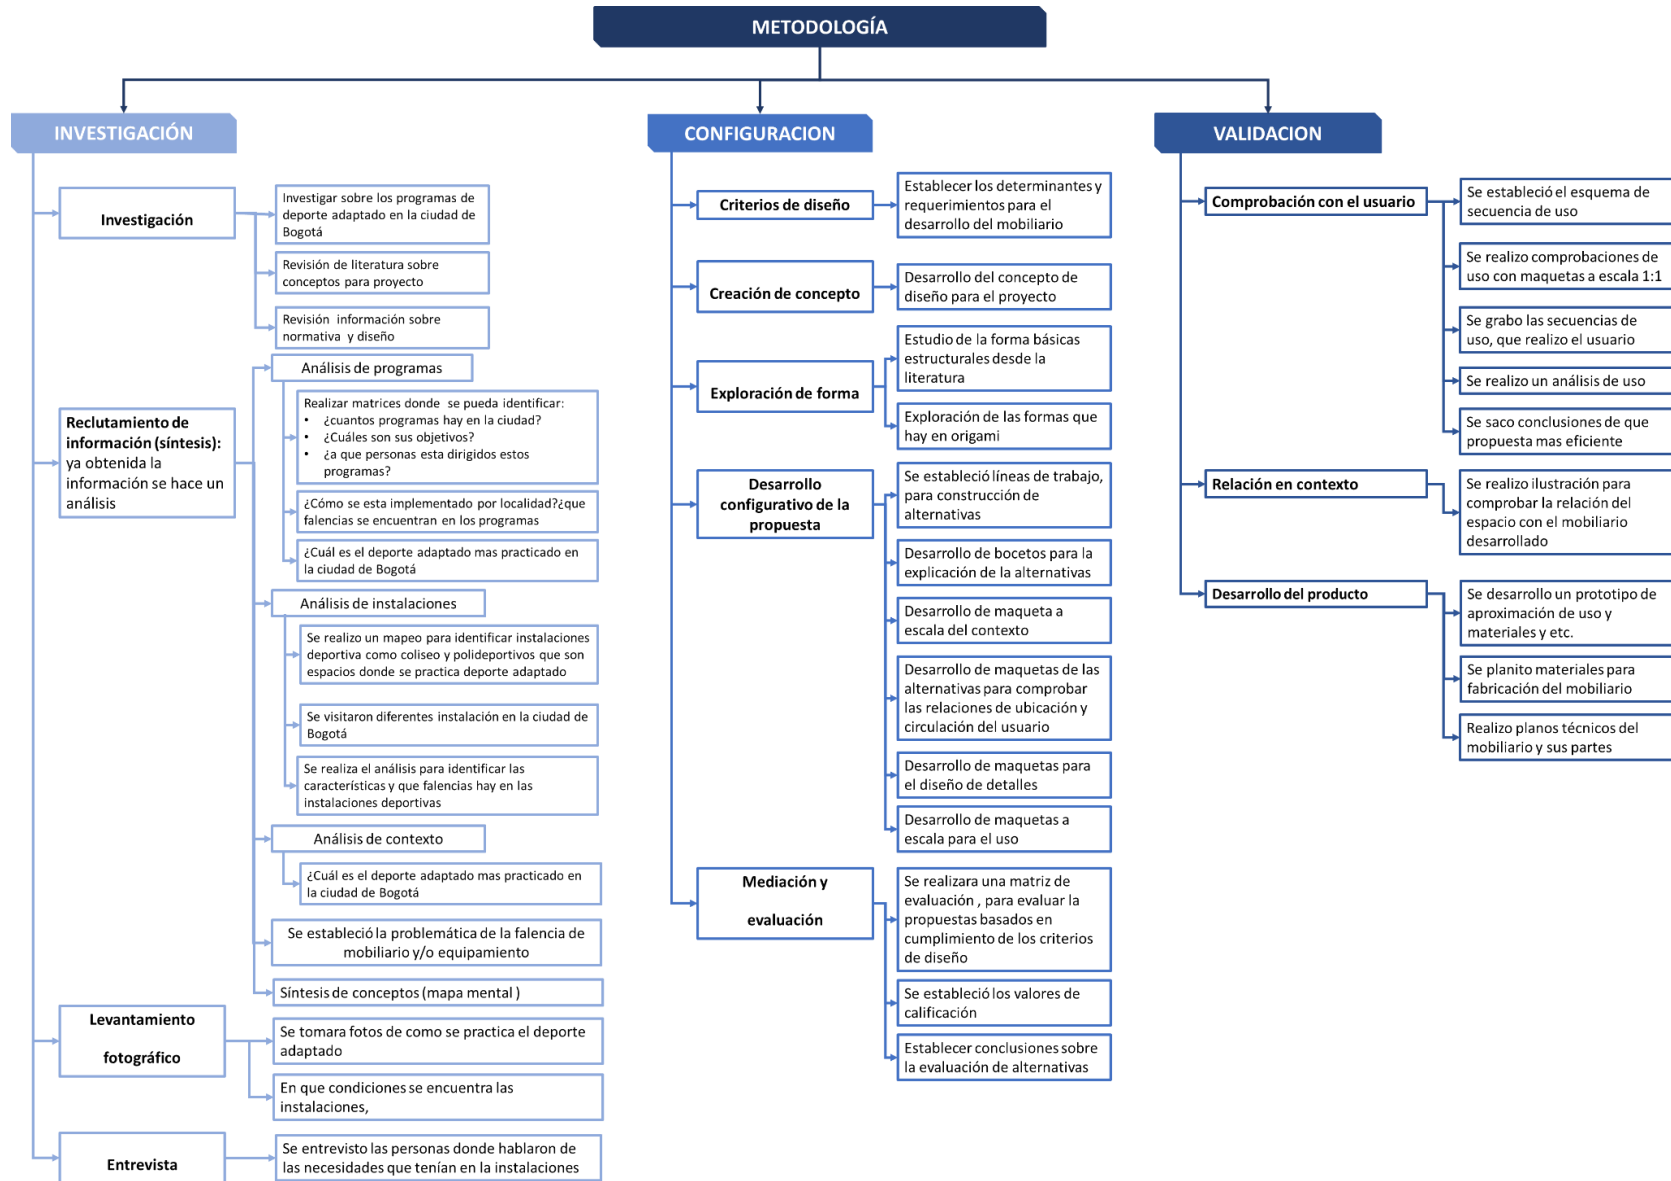 METODOLOGÍA
INVESTIGACIÓN
Investigación
Investigar sobre los programas de
deporte adaptado en la ciudad de
Bogotá
Revisión de literatura sobre
conceptos para proyecto
Revisión información sobre
normativa y diseño
Reclutamiento de
información (síntesis):
ya obtenida la
información se hace un
análisis
Análisis de programas
Realizar matrices donde se pueda identificar:
• ¿cuantos programas hay en la ciudad?
• ¿Cuáles son sus objetivos?
• ¿a que personas esta dirigidos estos
programas?
¿Cómo se esta implementado por localidad?¿que
falencias se encuentran en los programas
¿Cuál es el deporte adaptado mas practicado en
la ciudad de Bogotá
Análisis de instalaciones
Se realizo un mapeo para identificar instalaciones
deportiva como coliseo y polideportivos que son
espacios donde se practica deporte adaptado
Se visitaron diferentes instalación en la ciudad de
Bogotá
Se realiza el análisis para identificar las
características y que falencias hay en las
instalaciones deportivas
Análisis de contexto
¿Cuál es el deporte adaptado mas practicado en
la ciudad de Bogotá
Se estableció la problemática de la falencia de
mobiliario y/o equipamiento
Síntesis de conceptos (mapa mental )
Levantamiento
fotográfico
Se tomara fotos de como se practica el deporte
adaptado
En que condiciones se encuentra las
instalaciones,
Entrevista
Se entrevisto las personas donde hablaron de
las necesidades que tenían en la instalaciones
CONFIGURACION
Criterios de diseño
Establecer los determinantes y
requerimientos para el
desarrollo del mobiliario
Creación de concepto
Desarrollo del concepto de
diseño para el proyecto
Exploración de forma
Estudio de la forma básicas
estructurales desde la
literatura
Exploración de las formas que
hay en origami
Desarrollo
configurativo de la
propuesta
Se estableció líneas de trabajo,
para construcción de
alternativas
Desarrollo de bocetos para la
explicación de la alternativas
Desarrollo de maqueta a
escala del contexto
Desarrollo de maquetas de las
alternativas para comprobar
las relaciones de ubicación y
circulación del usuario
Desarrollo de maquetas para
el diseño de detalles
Desarrollo de maquetas a
escala para el uso
Mediación y
evaluación
Se realizara una matriz de
evaluación , para evaluar la
propuestas basados en
cumplimiento de los criterios
de diseño
Se estableció los valores de
calificación
Establecer conclusiones sobre
la evaluación de alternativas
VALIDACION
Comprobación con el usuario
Se estableció el esquema de
secuencia de uso
Se realizo comprobaciones de
uso con maquetas a escala 1:1
Se grabo las secuencias de
uso, que realizo el usuario
Se realizo un análisis de uso
Se saco conclusiones de que
propuesta mas eficiente
Relación en contexto
Se realizo ilustración para
comprobar la relación del
espacio con el mobiliario
desarrollado
Desarrollo del producto
Se desarrollo un prototipo de
aproximación de uso y
materiales y etc.
Se planito materiales para
fabricación del mobiliario
Realizo planos técnicos del
mobiliario y sus partes